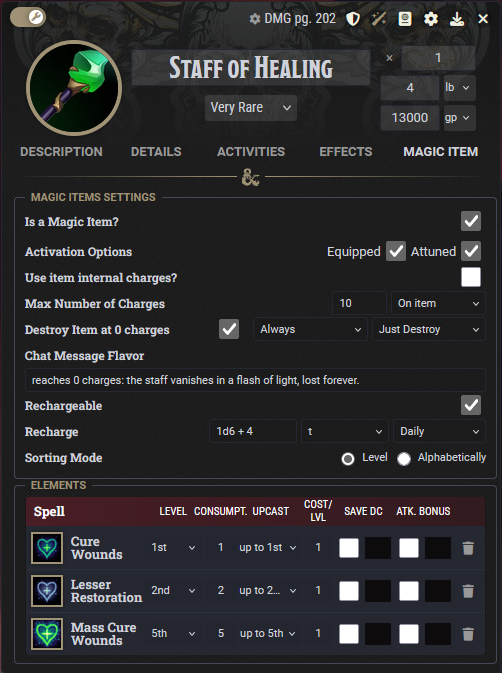 DMG pg. 202
Staff of Healing
× 1
Very Rare
4 lb
13000 gp
DESCRIPTION DETAILS ACTIVITIES EFFECTS MAGIC ITEM
&
MAGIC ITEMS SETTINGS
Is a Magic Item?
Activation Options Equipped Attuned
Use item internal charges?
Max Number of Charges 10 On item
Destroy Item at 0 charges Always Just Destroy
Chat Message Flavor
reaches 0 charges: the staff vanishes in a flash of light, lost forever.
Rechargeable
Recharge 1d6 + 4 t Daily
Sorting Mode Level Alphabetically
ELEMENTS
Spell LEVEL CONSUMPT. UPCAST COST/
LVL SAVE DC ATK. BONUS
Cure
Wounds 1st 1 up to 1st 1
Lesser
Restoration 2nd 2 up to 2... 1
Mass Cure
Wounds 5th 5 up to 5th 1